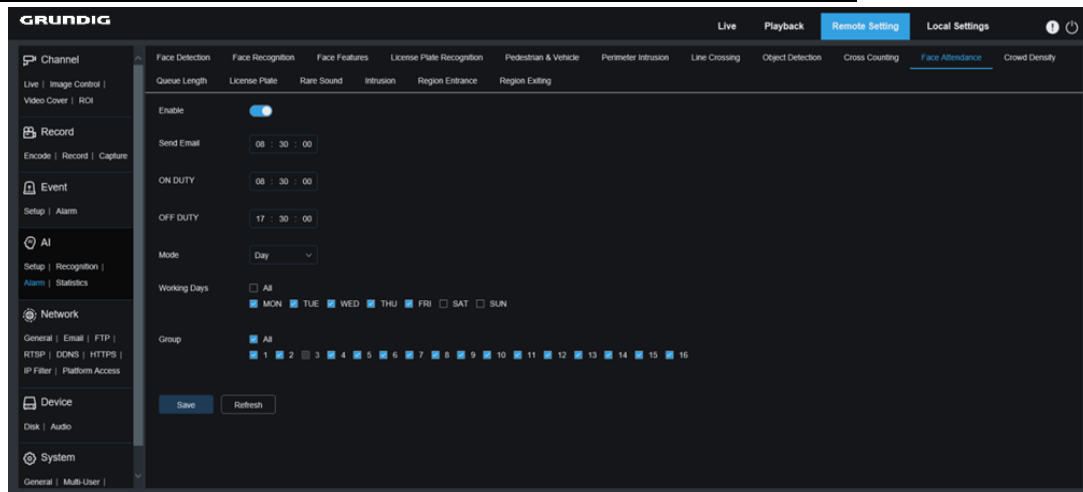 GRUNDIG
Live Playback Remote Setting Local Settings
Channel
Live | Image Control |
Video Cover | ROI
Record
Encode | Record | Capture
Event
Setup | Alarm
AI
Setup | Recognition |
Alarm | Statistics
Network
General | Email | FTP |
RTSP | DDNS | HTTPS |
IP Filter | Platform Access
Device
Disk | Audio
System
General | Multi-User |
Face Detection Face Recognition Face Features License Plate Recognition Pedestrian & Vehicle Perimeter Intrusion Line Crossing Object Detection Cross Counting Face Attendance Crowd Density
Queue Length License Plate Rare Sound Intrusion Region Entrance Region Exiting
Enable
Send Email 08 : 30 : 00
ON DUTY 08 : 30 : 00
OFF DUTY 17 : 30 : 00
Mode Day
Working Days All
MON TUE WED THU FRI SAT SUN
Group All
1 2 3 4 5 6 7 8 9 10 11 12 13 14 15 16
Save Refresh